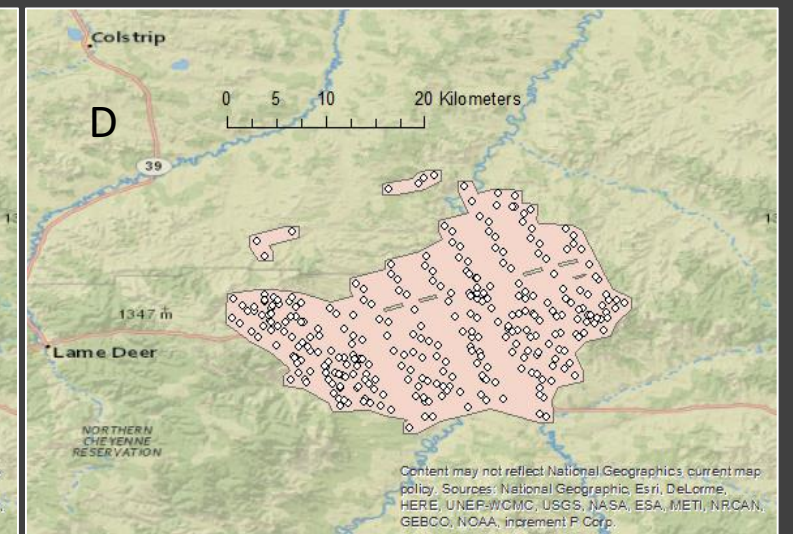 Colstrip
D
0 5 10 20 Kilometers
39
13
13
1347 m
Lame Deer
NORTHERN
CHEYENNE
RESERVATION
Content may not reflect National Geographic's current map
policy. Sources: National Geographic, Esri, DeLorme,
HERE, UNEP-WCMC, USGS, NASA, ESA, METI, NRCAN,
GEBCO, NOAA, increment P Corp.